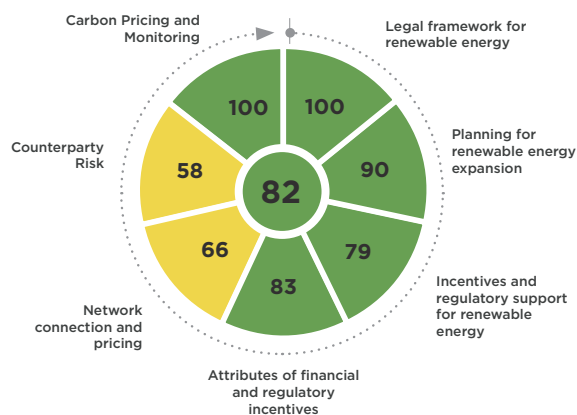 Carbon Pricing and
Monitoring
Legal framework for
renewable energy
100
100
Counterparty
Risk
58
82
90
Planning for
renewable energy
expansion
66
83
79
Network
connection and
pricing
Incentives and
regulatory support
for renewable
energy
Attributes of financial
and regulatory
incentives